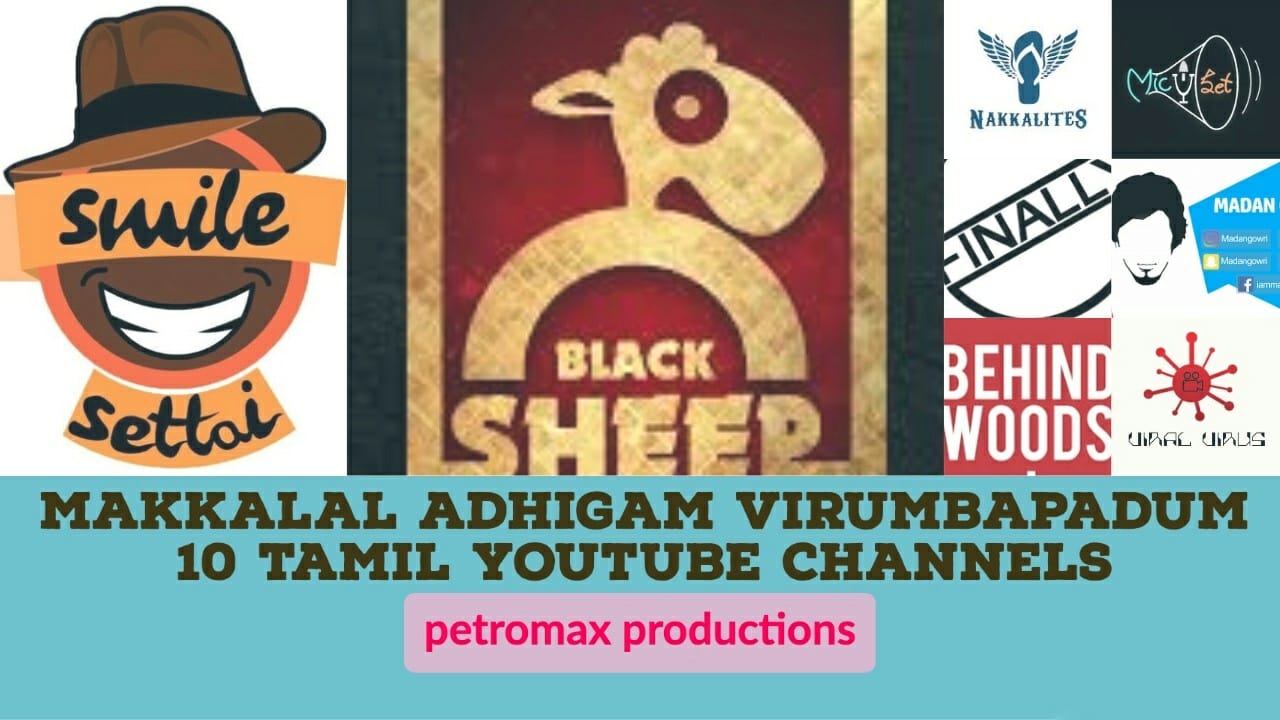 smile
settai
BLACK
SHEEP
NAKKALITES
Mic Set
FINALLY
MADAN
Madangowri
Madangowri
iamma
BEHIND
WOODS
VIRAL VIRUS
MAKKALAL ADHIGAM VIRUMBAPADUM
10 TAMIL YOUTUBE CHANNELS
petromax productions